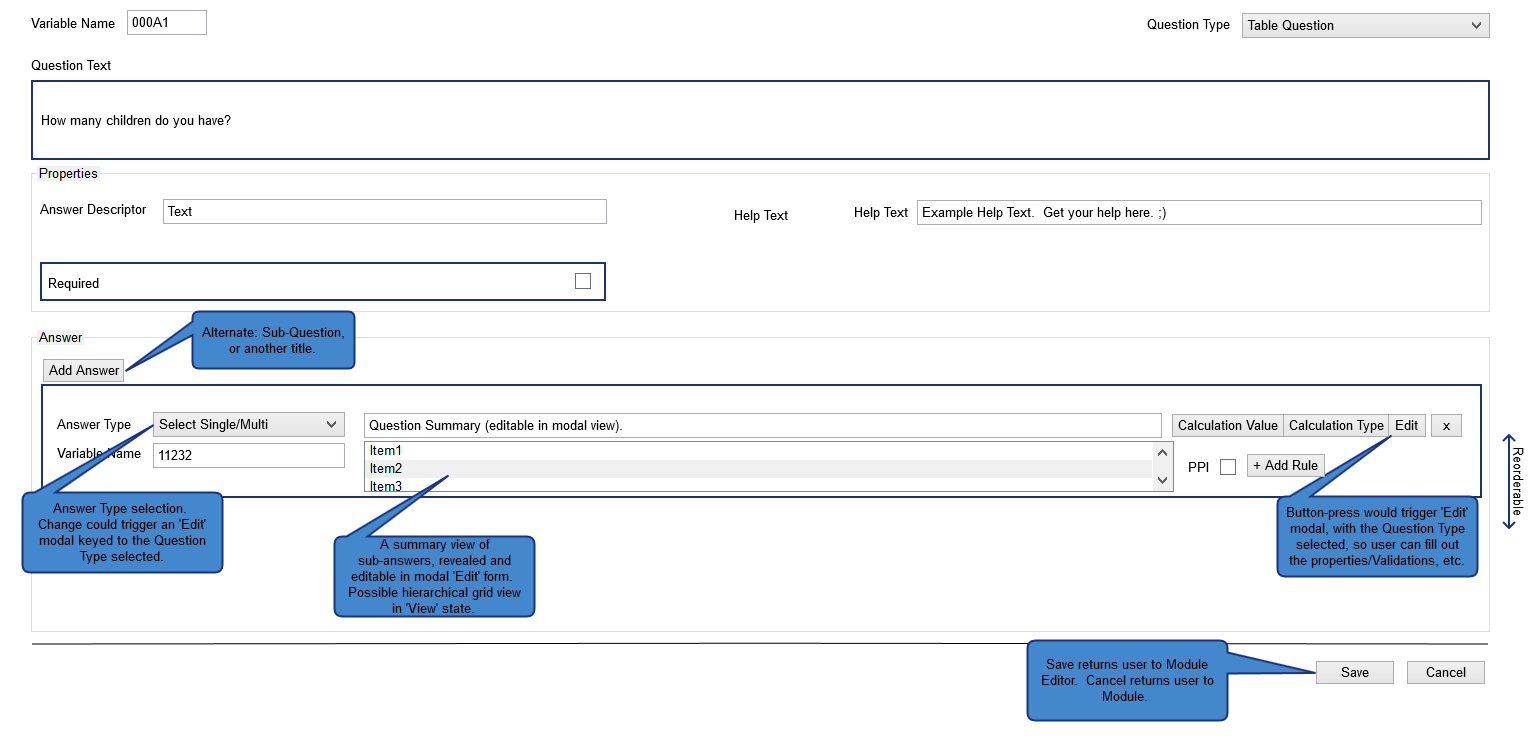 Variable Name 000A1 Question Type Table Question
Question Text
How many children do you have?
Properties
Answer Descriptor Text Help Text Help Text Example Help Text.  Get your help here. ;)
Required
Answer
Alternate: Sub-Question,
or another title.
Add Answer
Answer Type Select Single/Multi Question Summary (editable in modal view). Calculation Value Calculation Type Edit x
Variable Name 11232
Item1
Item2
Item3
PPI + Add Rule
Reorderable
Answer Type selection.
Change could trigger an 'Edit'
modal keyed to the Question
Type selected.
A summary view of
sub-answers, revealed and
editable in modal 'Edit' form.
Possible hierarchical grid view
in 'View' state.
Button-press would trigger 'Edit'
modal, with the Question Type
selected, so user can fill out
the properties/Validations, etc.
Save returns user to Module
Editor.  Cancel returns user to
Module.
Save Cancel